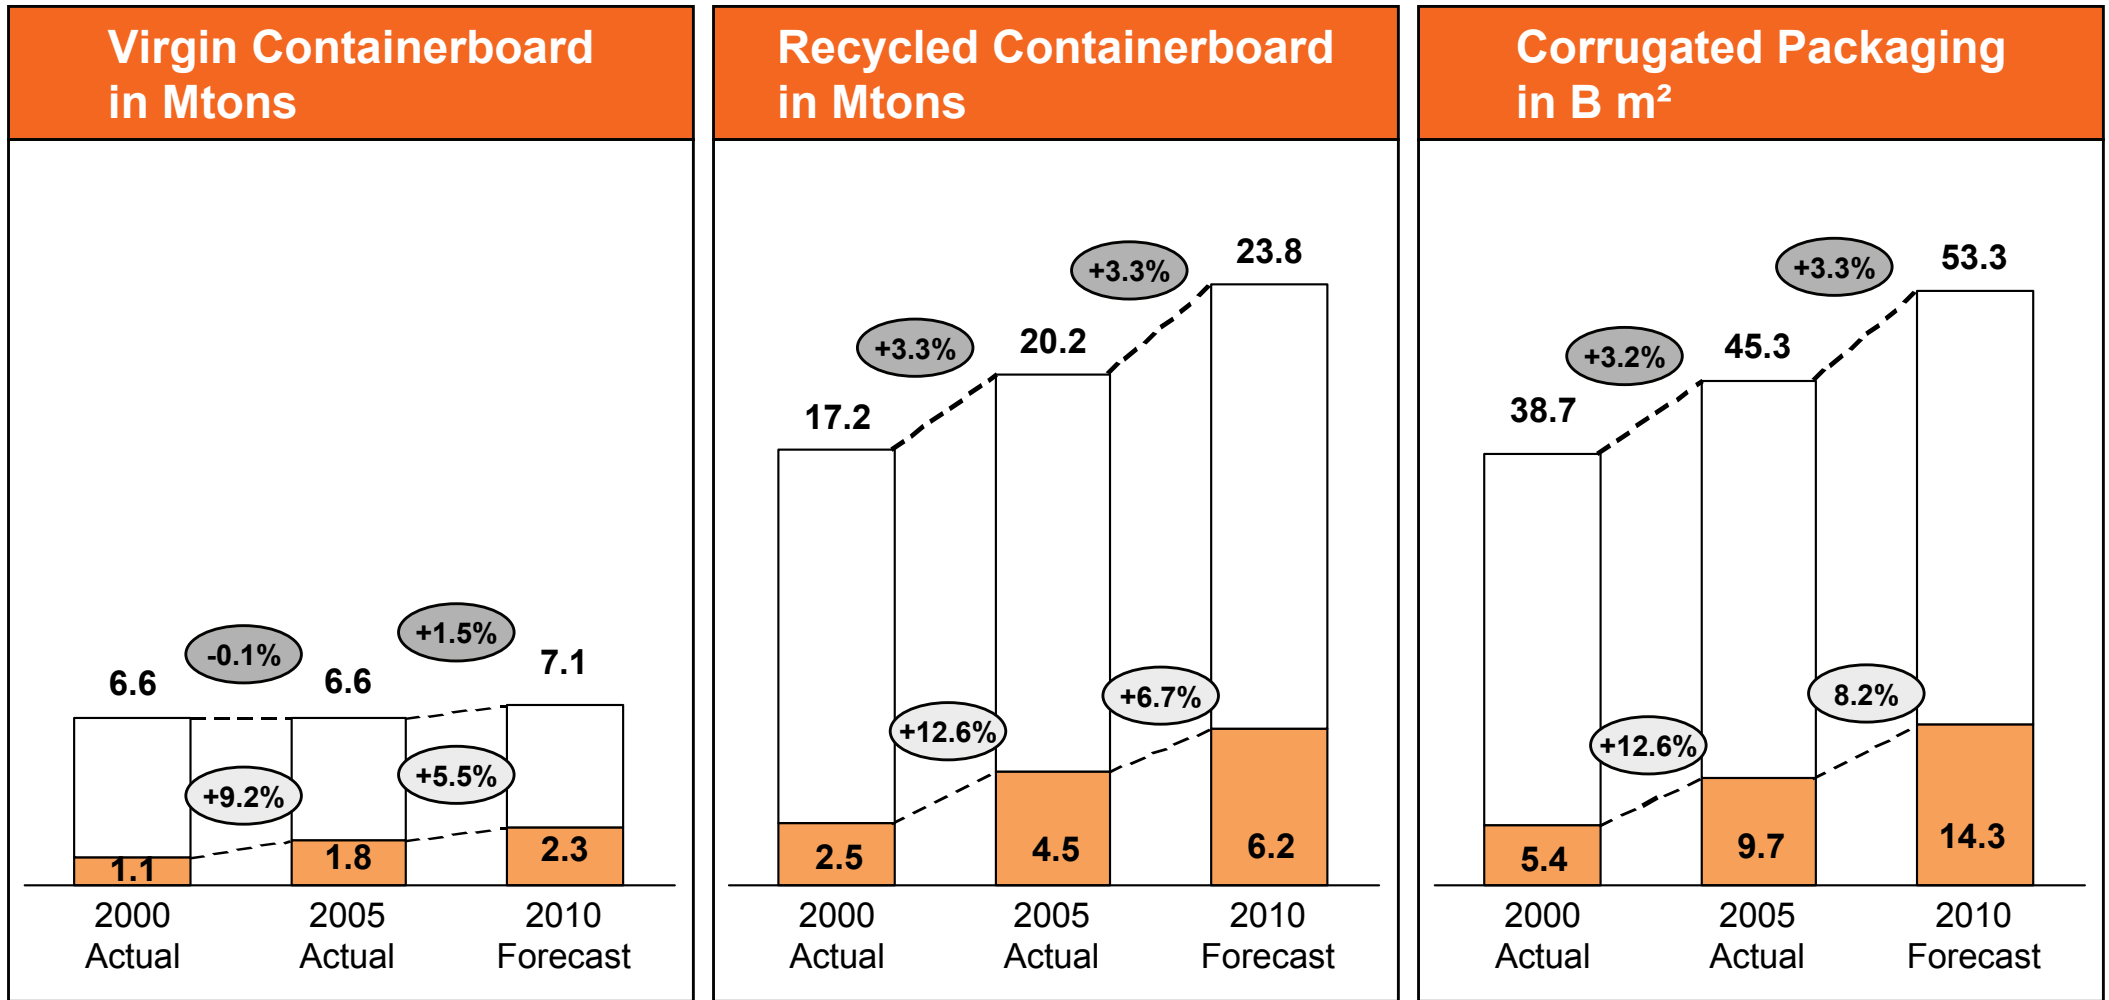 Virgin Containerboard
in Mtons
6.6
-0.1%
6.6
+1.5%
7.1
+9.2%
+5.5%
1.1
1.8
2.3
2000
Actual
2005
Actual
2010
Forecast
Recycled Containerboard
in Mtons
17.2
+3.3%
20.2
+3.3%
23.8
+12.6%
+6.7%
2.5
4.5
6.2
2000
Actual
2005
Actual
2010
Forecast
Corrugated Packaging
in B m²
38.7
+3.2%
45.3
+3.3%
53.3
+12.6%
8.2%
5.4
9.7
14.3
2000
Actual
2005
Actual
2010
Forecast